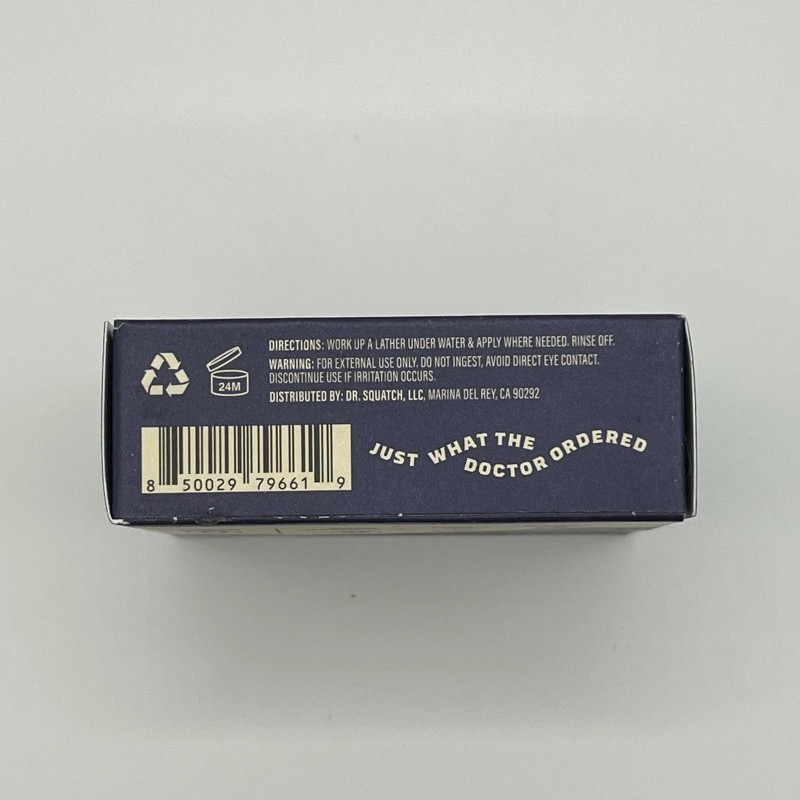 DIRECTIONS: WORK UP A LATHER UNDER WATER & APPLY WHERE NEEDED. RINSE OFF.
WARNING: FOR EXTERNAL USE ONLY. DO NOT INGEST, AVOID DIRECT EYE CONTACT.
DISCONTINUE USE IF IRRITATION OCCURS.
DISTRIBUTED BY: DR. SQUATCH, LLC, MARINA DEL REY, CA 90292
24M
8 50029 79661 9
JUST WHAT THE
DOCTOR ORDERED